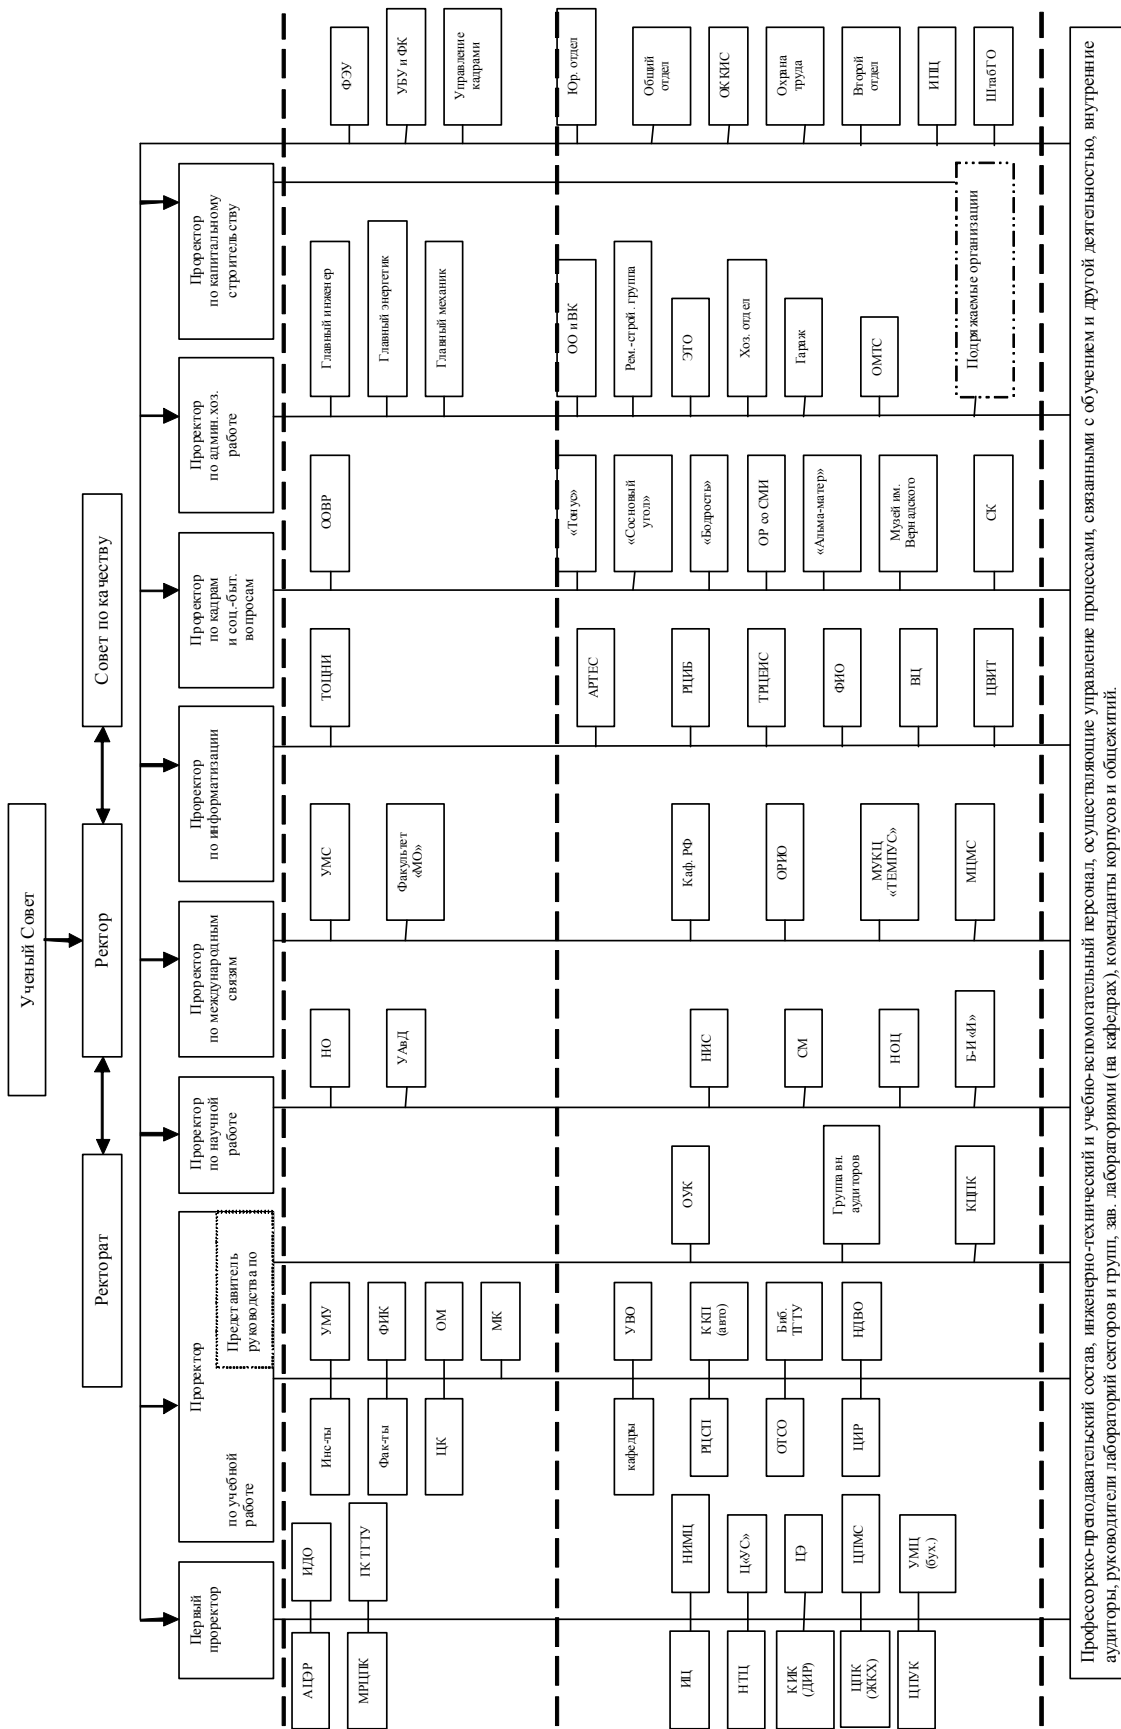 Ученый Совет
Ректорат
Ректор
Совет по качеству
Первый
проректор
Проректор
по учебной
работе
Представитель
руководства по
Проректор
по научной
работе
Проректор
по международным
связям
Проректор
по информатизации
Проректор
по кадрам
и соц.-быт.
вопросам
Проректор
по админ.хоз.
работе
Проректор
по капитальному
строительству
АЦЭР
ИДО
МРЦПК
ГК ТГТУ
Инс-ты
УМУ
Фак-ты
ФИК
ЦК
ОМ
МК
НО
УАвД
УМС
Факультет
«МО»
ТОЦНИ
ООВР
Главный инженер
Главный энергетик
Главный механик
ФЭУ
УБУ и ФК
Управление
кадрами
ИЦ
НИМЦ
НТЦ
Ц«УС»
КИК
(ДИР)
ЦЭ
ЦПК
(ЖКХ)
ЦПМС
ЦПУК
УМЦ
(бух.)
кафедры
УВО
РЦСП
ККП
(авто)
ОТСО
Биб.
ТГТУ
ЦИР
НДВО
ОУК
Группа вн.
аудиторов
КЦПК
НИС
СМ
НОЦ
Б-И «И»
Каф. РФ
ОРИО
МУКЦ
«ТЕМПУС»
МЦМС
АРТЕС
РЦИБ
ТРЦЕИС
ФИО
ВЦ
ЦВИТ
«Тонус»
«Сосновый
угол»
«Бодрость»
ОР со СМИ
«Альма-матер»
Музей им.
Вернадского
СК
ОО и ВК
Рем.-строй. группа
ЭТО
Хоз. отдел
Гараж
ОМТС
Подряжаемые организации
Юр. отдел
Общий
отдел
ОККИС
Охрана
труда
Второй
отдел
ИПЦ
ШтабГО
Профессорско-преподавательский состав, инженерно-технический и учебно-вспомогательный персонал, осуществляющие управление процессами, связанными с обучением и другой деятельностью, внутренние
аудиторы, руководители лабораторий секторов и групп, зав. лабораториями (на кафедрах), коменданты корпусов и общежитий.